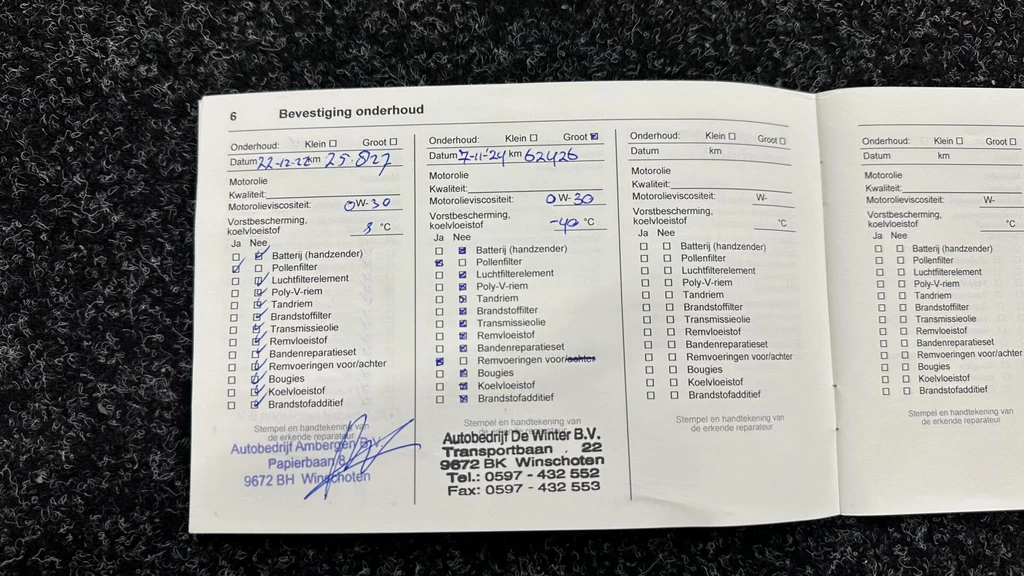 6 Bevestiging onderhoud
Onderhoud: Klein ☐ Groot ☐
Datum 22-12-22 km 25.827
Motorolie
Kwaliteit:
Motorolieviscositeit: 0W-30
Vorstbescherming,
koelvloeistof °C
Ja Nee
Batterij (handzender)
Pollenfilter
Luchtfilterelement
Poly-V-riem
Tandriem
Brandstoffilter
Transmissieolie
Remvloeistof
Bandenreparatieset
Remvoeringen voor/achter
Bougies
Koelvloeistof
Brandstofadditief
Stempel en handtekening van
de erkende reparateur
Autobedrijf Ambergen B.V.
Papierbaan 8
9672 BH Winschoten
Onderhoud: Klein ☐ Groot ☒
Datum 7-11-'24 km 62426
Motorolie
Kwaliteit:
Motorolieviscositeit: 0W-30
Vorstbescherming,
koelvloeistof -40 °C
Ja Nee
Batterij (handzender)
Pollenfilter
Luchtfilterelement
Poly-V-riem
Tandriem
Brandstoffilter
Transmissieolie
Remvloeistof
Bandenreparatieset
Remvoeringen voor/achter
Bougies
Koelvloeistof
Brandstofadditief
Stempel en handtekening van
de erkende reparateur
Autobedrijf De Winter B.V.
Transportbaan . 22
9672 BK Winschoten
Tel.: 0597 - 432 552
Fax: 0597 - 432 553
Onderhoud: Klein ☐ Groot ☐
Datum km
Motorolie
Kwaliteit:
Motorolieviscositeit: W-
Vorstbescherming,
koelvloeistof °C
Ja Nee
Batterij (handzender)
Pollenfilter
Luchtfilterelement
Poly-V-riem
Tandriem
Brandstoffilter
Transmissieolie
Remvloeistof
Bandenreparatieset
Remvoeringen voor/achter
Bougies
Koelvloeistof
Brandstofadditief
Stempel en handtekening van
de erkende reparateur
Onderhoud: Klein ☐ Groot ☐
Datum km
Motorolie
Kwaliteit:
Motorolieviscositeit: W-
Vorstbescherming,
koelvloeistof °C
Ja Nee
Batterij (handzender)
Pollenfilter
Luchtfilterelement
Poly-V-riem
Tandriem
Brandstoffilter
Transmissieolie
Remvloeistof
Bandenreparatieset
Remvoeringen voor/achter
Bougies
Koelvloeistof
Brandstofadditief
Stempel en handtekening van
de erkende reparateur